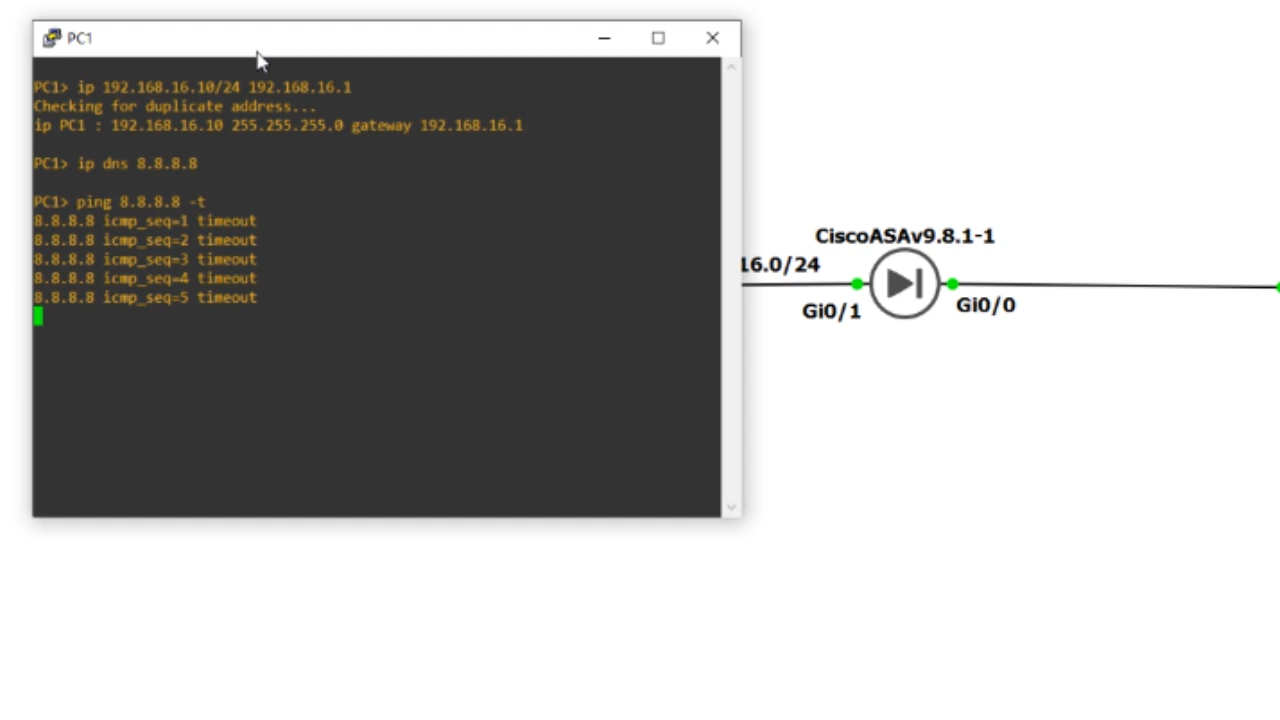 PC1
PC1> ip 192.168.16.10/24 192.168.16.1
Checking for duplicate address...
ip PC1 : 192.168.16.10 255.255.255.0 gateway 192.168.16.1
PC1> ip dns 8.8.8.8
PC1> ping 8.8.8.8 -t
8.8.8.8 icmp_seq=1 timeout
8.8.8.8 icmp_seq=2 timeout
8.8.8.8 icmp_seq=3 timeout
8.8.8.8 icmp_seq=4 timeout
8.8.8.8 icmp_seq=5 timeout
CiscoASAv9.8.1-1
16.0/24
Gi0/1
Gi0/0